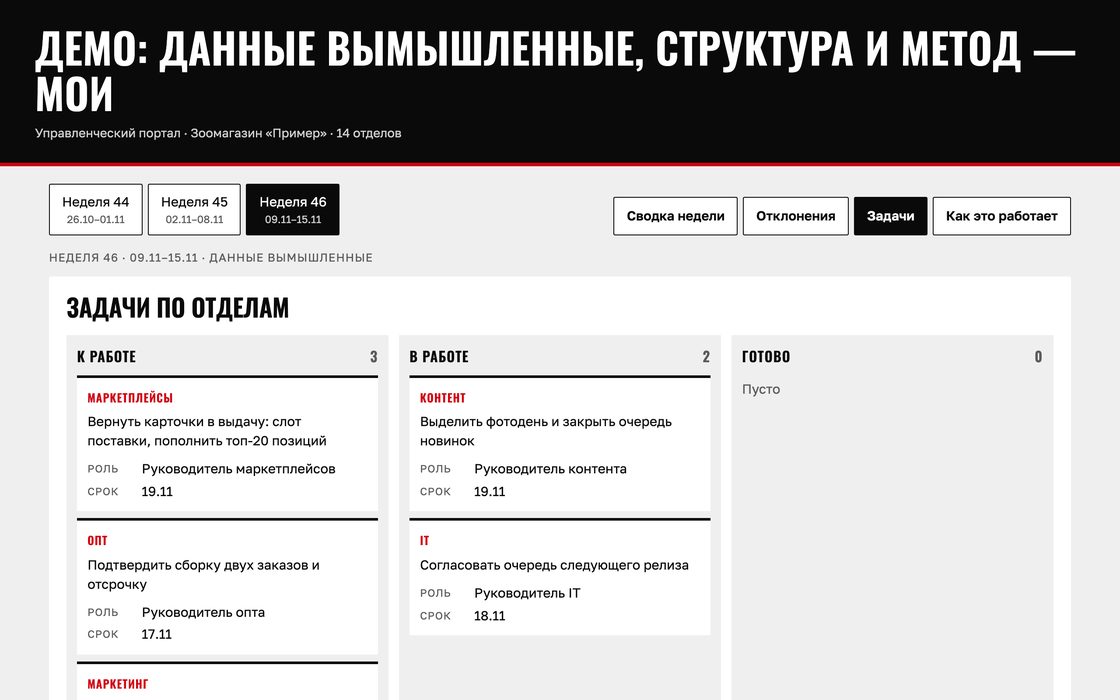 ДЕМО: ДАННЫЕ ВЫМЫШЛЕННЫЕ, СТРУКТУРА И МЕТОД —
МОИ
Управленческий портал · Зоомагазин «Пример» · 14 отделов
Неделя 44
26.10–01.11
Неделя 45
02.11–08.11
Неделя 46
09.11–15.11
Сводка недели
Отклонения
Задачи
Как это работает
НЕДЕЛЯ 46 · 09.11–15.11 · ДАННЫЕ ВЫМЫШЛЕННЫЕ
ЗАДАЧИ ПО ОТДЕЛАМ
К РАБОТЕ 3
МАРКЕТПЛЕЙСЫ
Вернуть карточки в выдачу: слот
поставки, пополнить топ-20 позиций
РОЛЬ Руководитель маркетплейсов
СРОК 19.11
ОПТ
Подтвердить сборку двух заказов и
отсрочку
РОЛЬ Руководитель опта
СРОК 17.11
МАРКЕТИНГ
В РАБОТЕ 2
КОНТЕНТ
Выделить фотодень и закрыть очередь
новинок
РОЛЬ Руководитель контента
СРОК 19.11
IT
Согласовать очередь следующего релиза
РОЛЬ Руководитель IT
СРОК 18.11
ГОТОВО 0
Пусто